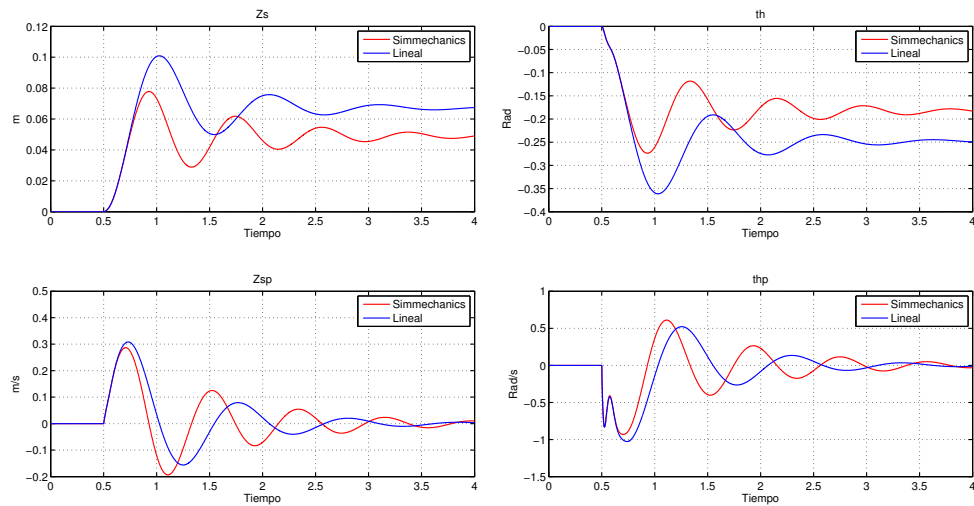 Zs
0.12
0.1
0.08
0.06
0.04
0.02
0
m
Simmechanics
Lineal
0 0.5 1 1.5 2 2.5 3 3.5 4
Tiempo
th
0
−0.05
−0.1
−0.15
−0.2
−0.25
−0.3
−0.35
−0.4
Rad
Simmechanics
Lineal
0 0.5 1 1.5 2 2.5 3 3.5 4
Tiempo
Zsp
0.5
0.4
0.3
0.2
0.1
0
−0.1
−0.2
m/s
Simmechanics
Lineal
0 0.5 1 1.5 2 2.5 3 3.5 4
Tiempo
thp
1
0.5
0
−0.5
−1
−1.5
Rad/s
Simmechanics
Lineal
0 0.5 1 1.5 2 2.5 3 3.5 4
Tiempo